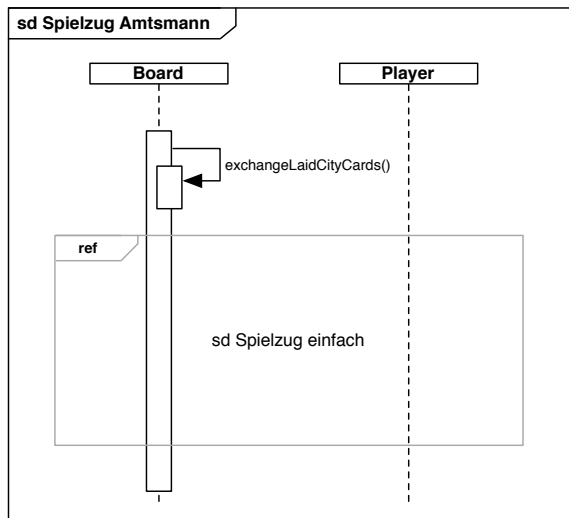 sd Spielzug Amtsmann
Board
Player
exchangeLaidCityCards()
ref
sd Spielzug einfach